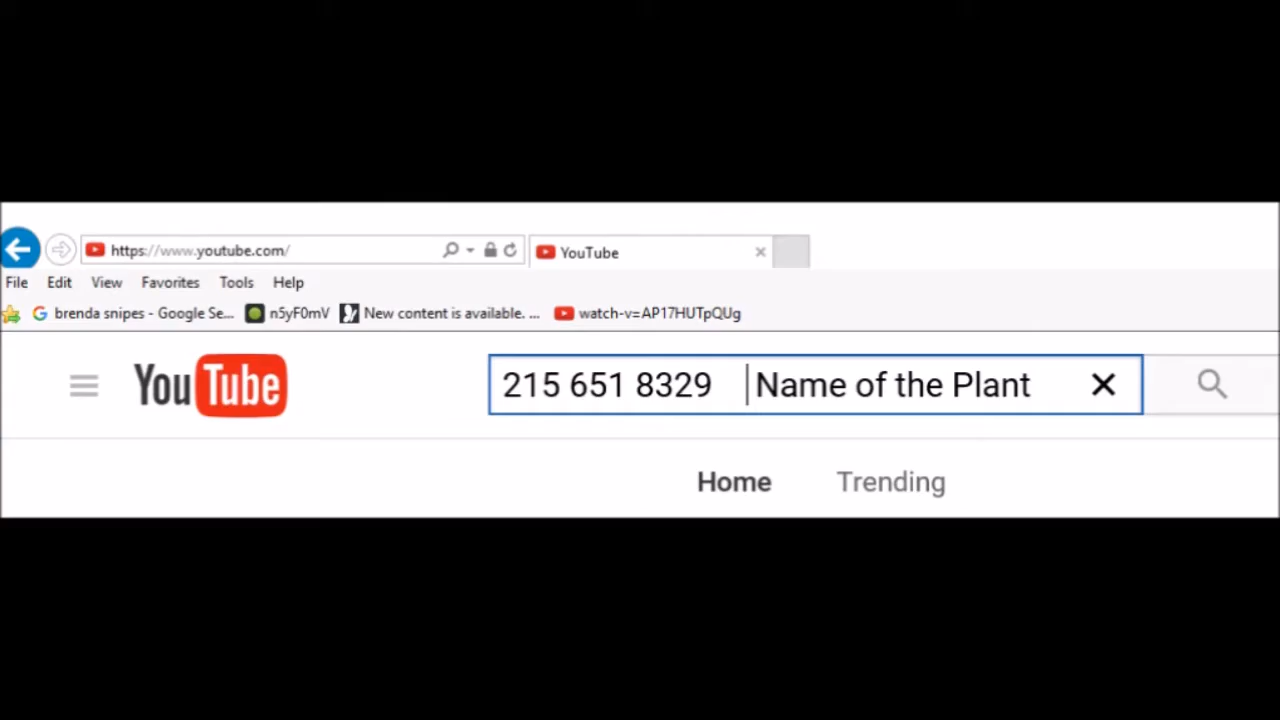 https://www.youtube.com/ YouTube
File Edit View Favorites Tools Help
brenda snipes - Google Se... n5yF0mV New content is available. ... watch-v=AP17HUTpQUg
YouTube 215 651 8329 Name of the Plant
Home Trending